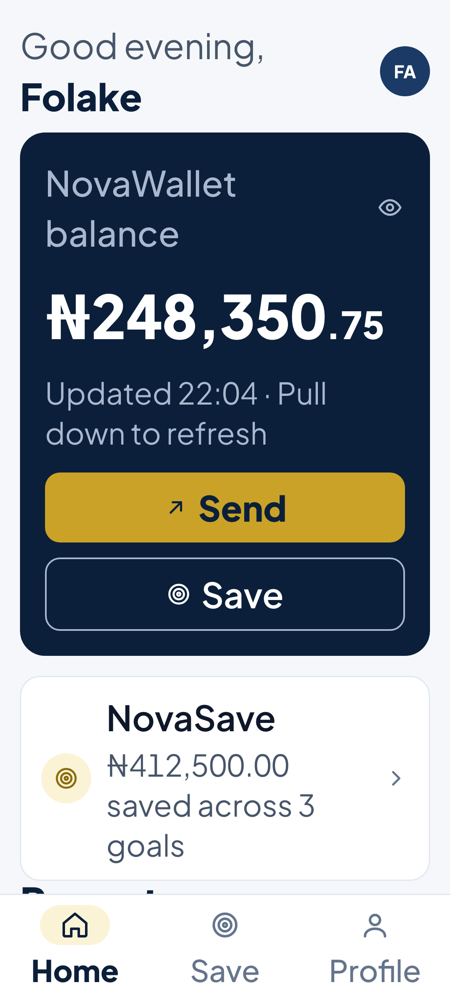 Good evening,
Folake
FA
NovaWallet
balance
₦248,350.75
Updated 22:04 · Pull
down to refresh
Send
Save
NovaSave
₦412,500.00
saved across 3
goals
Home
Save
Profile